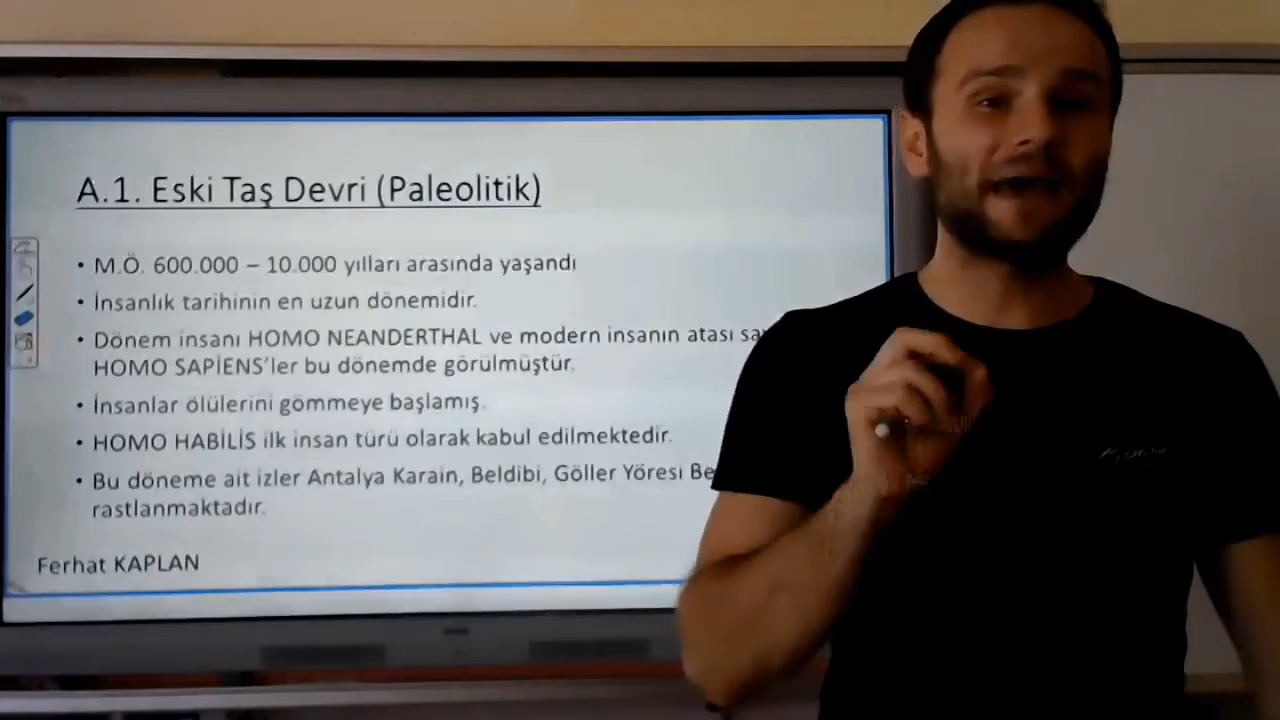 A.1. Eski Taş Devri (Paleolitik)
• M.Ö. 600.000 – 10.000 yılları arasında yaşandı
• İnsanlık tarihinin en uzun dönemidir.
• Dönem insanı HOMO NEANDERTHAL ve modern insanın atası
HOMO SAPİENS'ler bu dönemde görülmüştür.
• İnsanlar ölülerini gömmeye başlamış.
• HOMO HABİLİS ilk insan türü olarak kabul edilmektedir.
• Bu döneme ait izler Antalya Karain, Beldibi, Göller Yöresi
rastlanmaktadır.
Ferhat KAPLAN